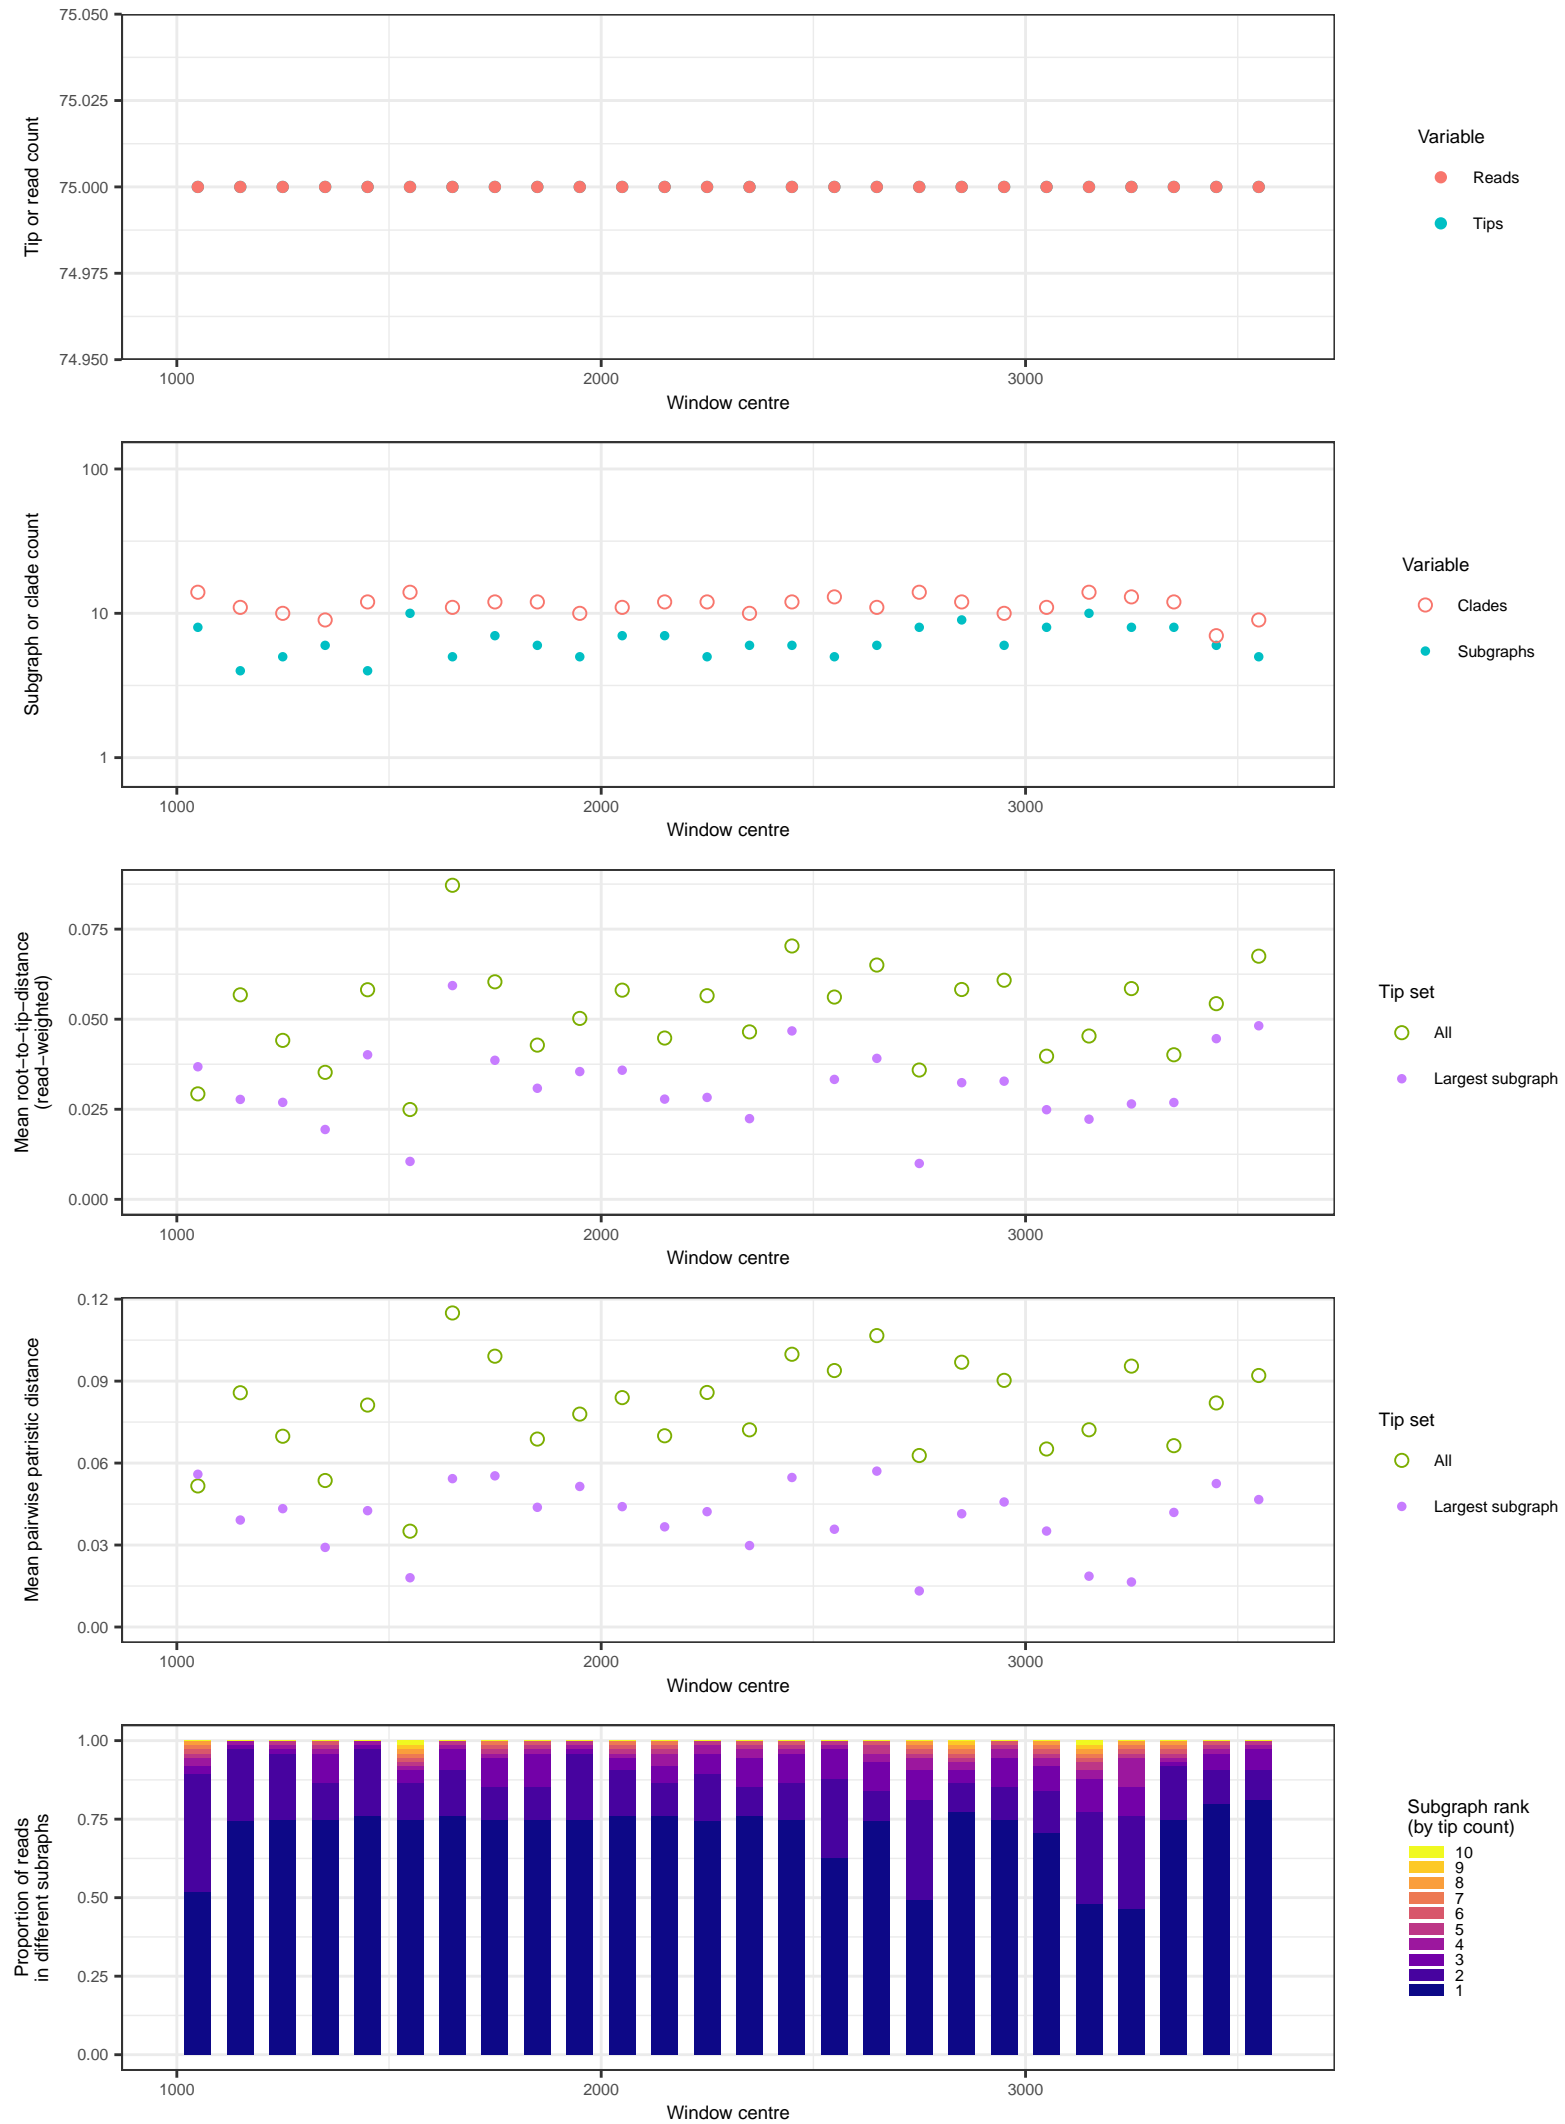 75.050
75.025
75.000
74.975
74.950
Tip or read count
1000
2000
3000
Window centre
Variable
Reads
Tips
100
10
1
Subgraph or clade count
1000
2000
3000
Window centre
Variable
Clades
Subgraphs
0.075
0.050
0.025
0.000
Mean root−to−tip−distance
(read−weighted)
1000
2000
3000
Window centre
Tip set
All
Largest subgraph
0.12
0.09
0.06
0.03
0.00
Mean pairwise patristic distance
1000
2000
3000
Window centre
Tip set
All
Largest subgraph
1.00
0.75
0.50
0.25
0.00
Proportion of reads
in different subraphs
1000
2000
3000
Window centre
Subgraph rank
(by tip count)
10
9
8
7
6
5
4
3
2
1